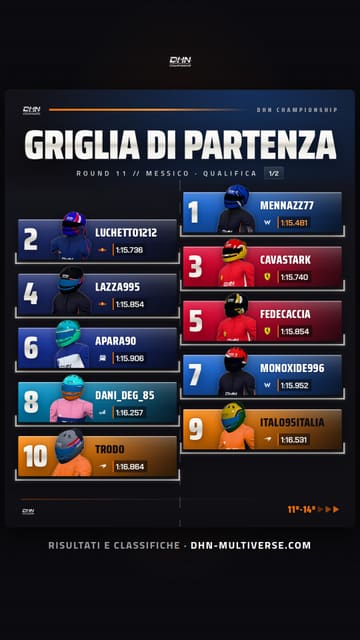 DHN
DHN
DHN CHAMPIONSHIP
GRIGLIA DI PARTENZA
ROUND 11 // MESSICO · QUALIFICA 1/2
1 MENNAZZ77
1:15.481
2 LUCHETTO1212
1:15.736
3 CAVASTARK
1:15.740
4 LAZZA995
1:15.854
5 FEDECACCIA
1:15.854
6 APARA90
1:15.906
7 MONOXIDE996
1:15.952
8 DANI_DEG_85
1:16.257
9 ITALO95ITALIA
1:16.531
10 TRODO
1:16.864
DHN
11ª-14ª
RISULTATI E CLASSIFICHE · DHN-MULTIVERSE.COM